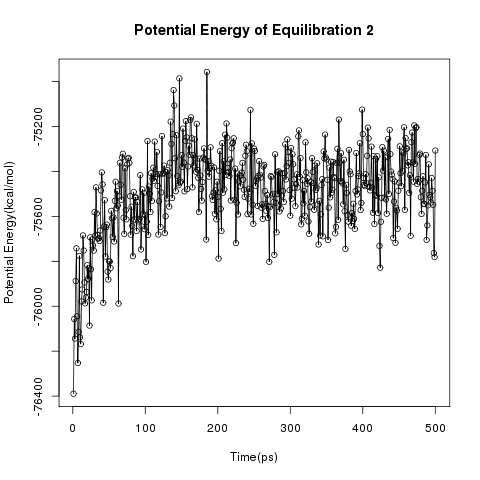 Potential Energy of Equilibration 2
Potential Energy(kcal/mol)
-75200
-75600
-76000
-76400
0 100 200 300 400 500
Time(ps)